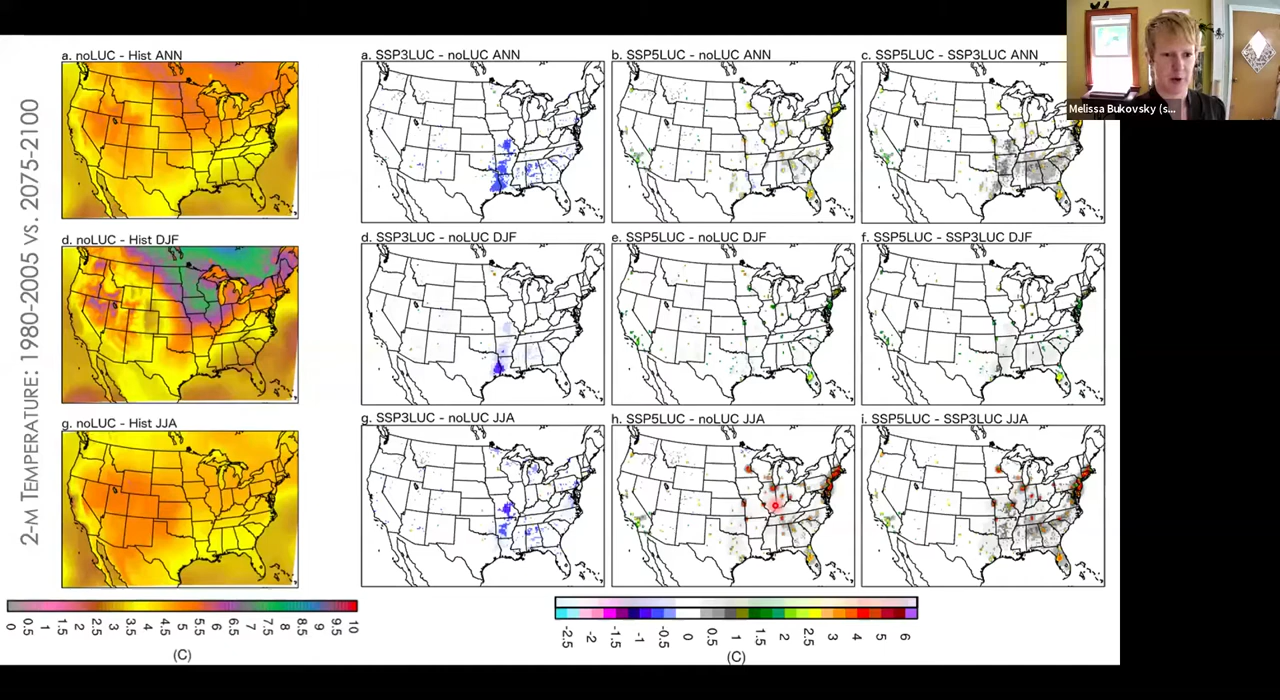 2-M TEMPERATURE: 1980-2005 VS. 2075-2100
a. noLUC - Hist ANN
a. SSP3LUC - noLUC ANN
b. SSP5LUC - noLUC ANN
c. SSP5LUC - SSP3LUC ANN
Melissa Bukovsky (s...
d. noLUC - Hist DJF
d. SSP3LUC - noLUC DJF
e. SSP5LUC - noLUC DJF
f. SSP5LUC - SSP3LUC DJF
g. noLUC - Hist JJA
g. SSP3LUC - noLUC JJA
h. SSP5LUC - noLUC JJA
i. SSP5LUC - SSP3LUC JJA
0 0.5 1 1.5 2 2.5 3 3.5 4 4.5 5 5.5 6 6.5 7 7.5 8 8.5 9 9.5 10
(C)
-2.5 -2 -1.5 -1 -0.5 0 0.5 1 1.5 2 2.5 3 4 5 6
(C)